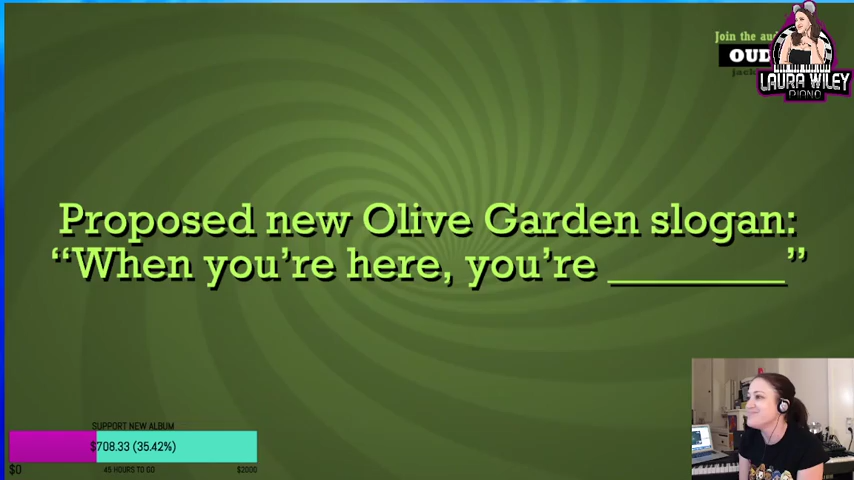 Join the
OUD
LAURA WILEY
PIANO
Proposed new Olive Garden slogan:
“When you’re here, you’re ________”
SUPPORT NEW ALBUM
$708.33 (35.42%)
$0
45 HOURS TO GO
$2000